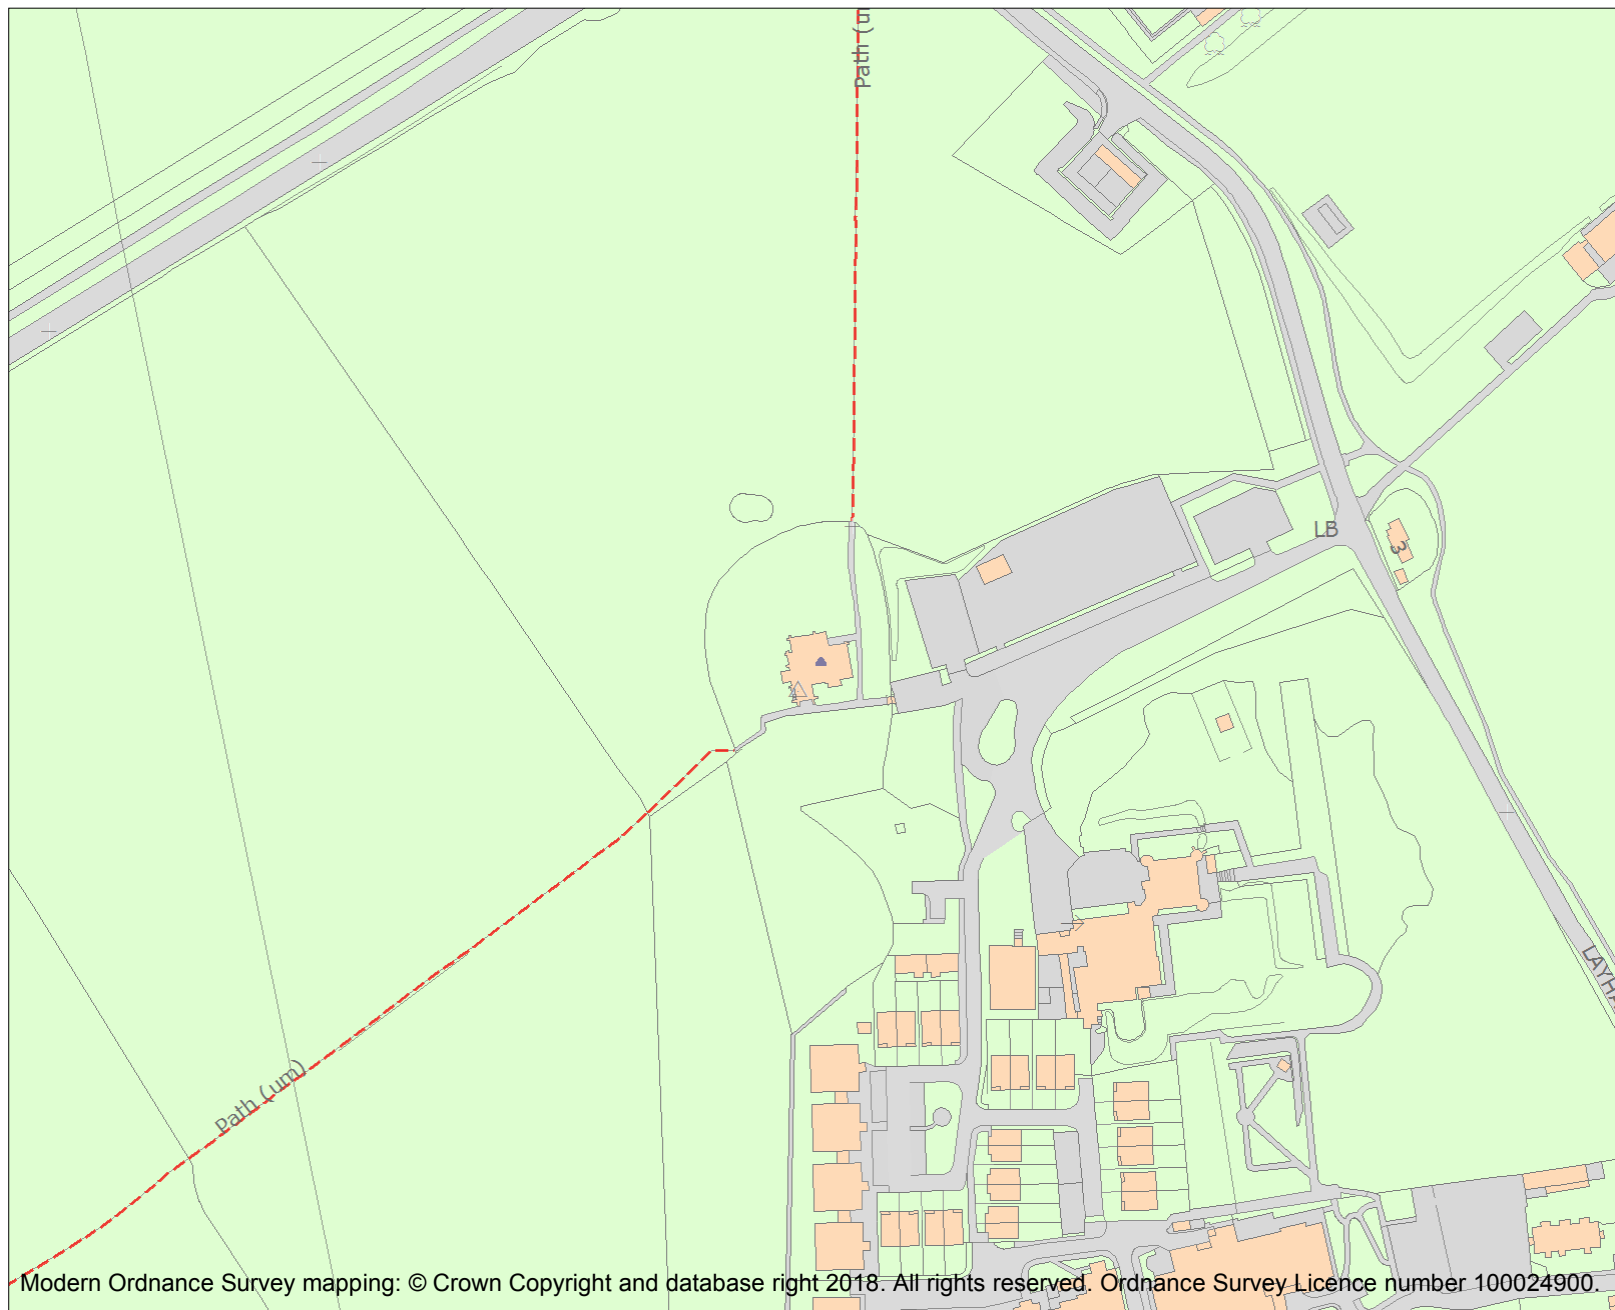 Path (u
LB
3
LAYHA
Path (um)
Modern Ordnance Survey mapping: © Crown Copyright and database right 2018. All rights reserved. Ordnance Survey Licence number 100024900.